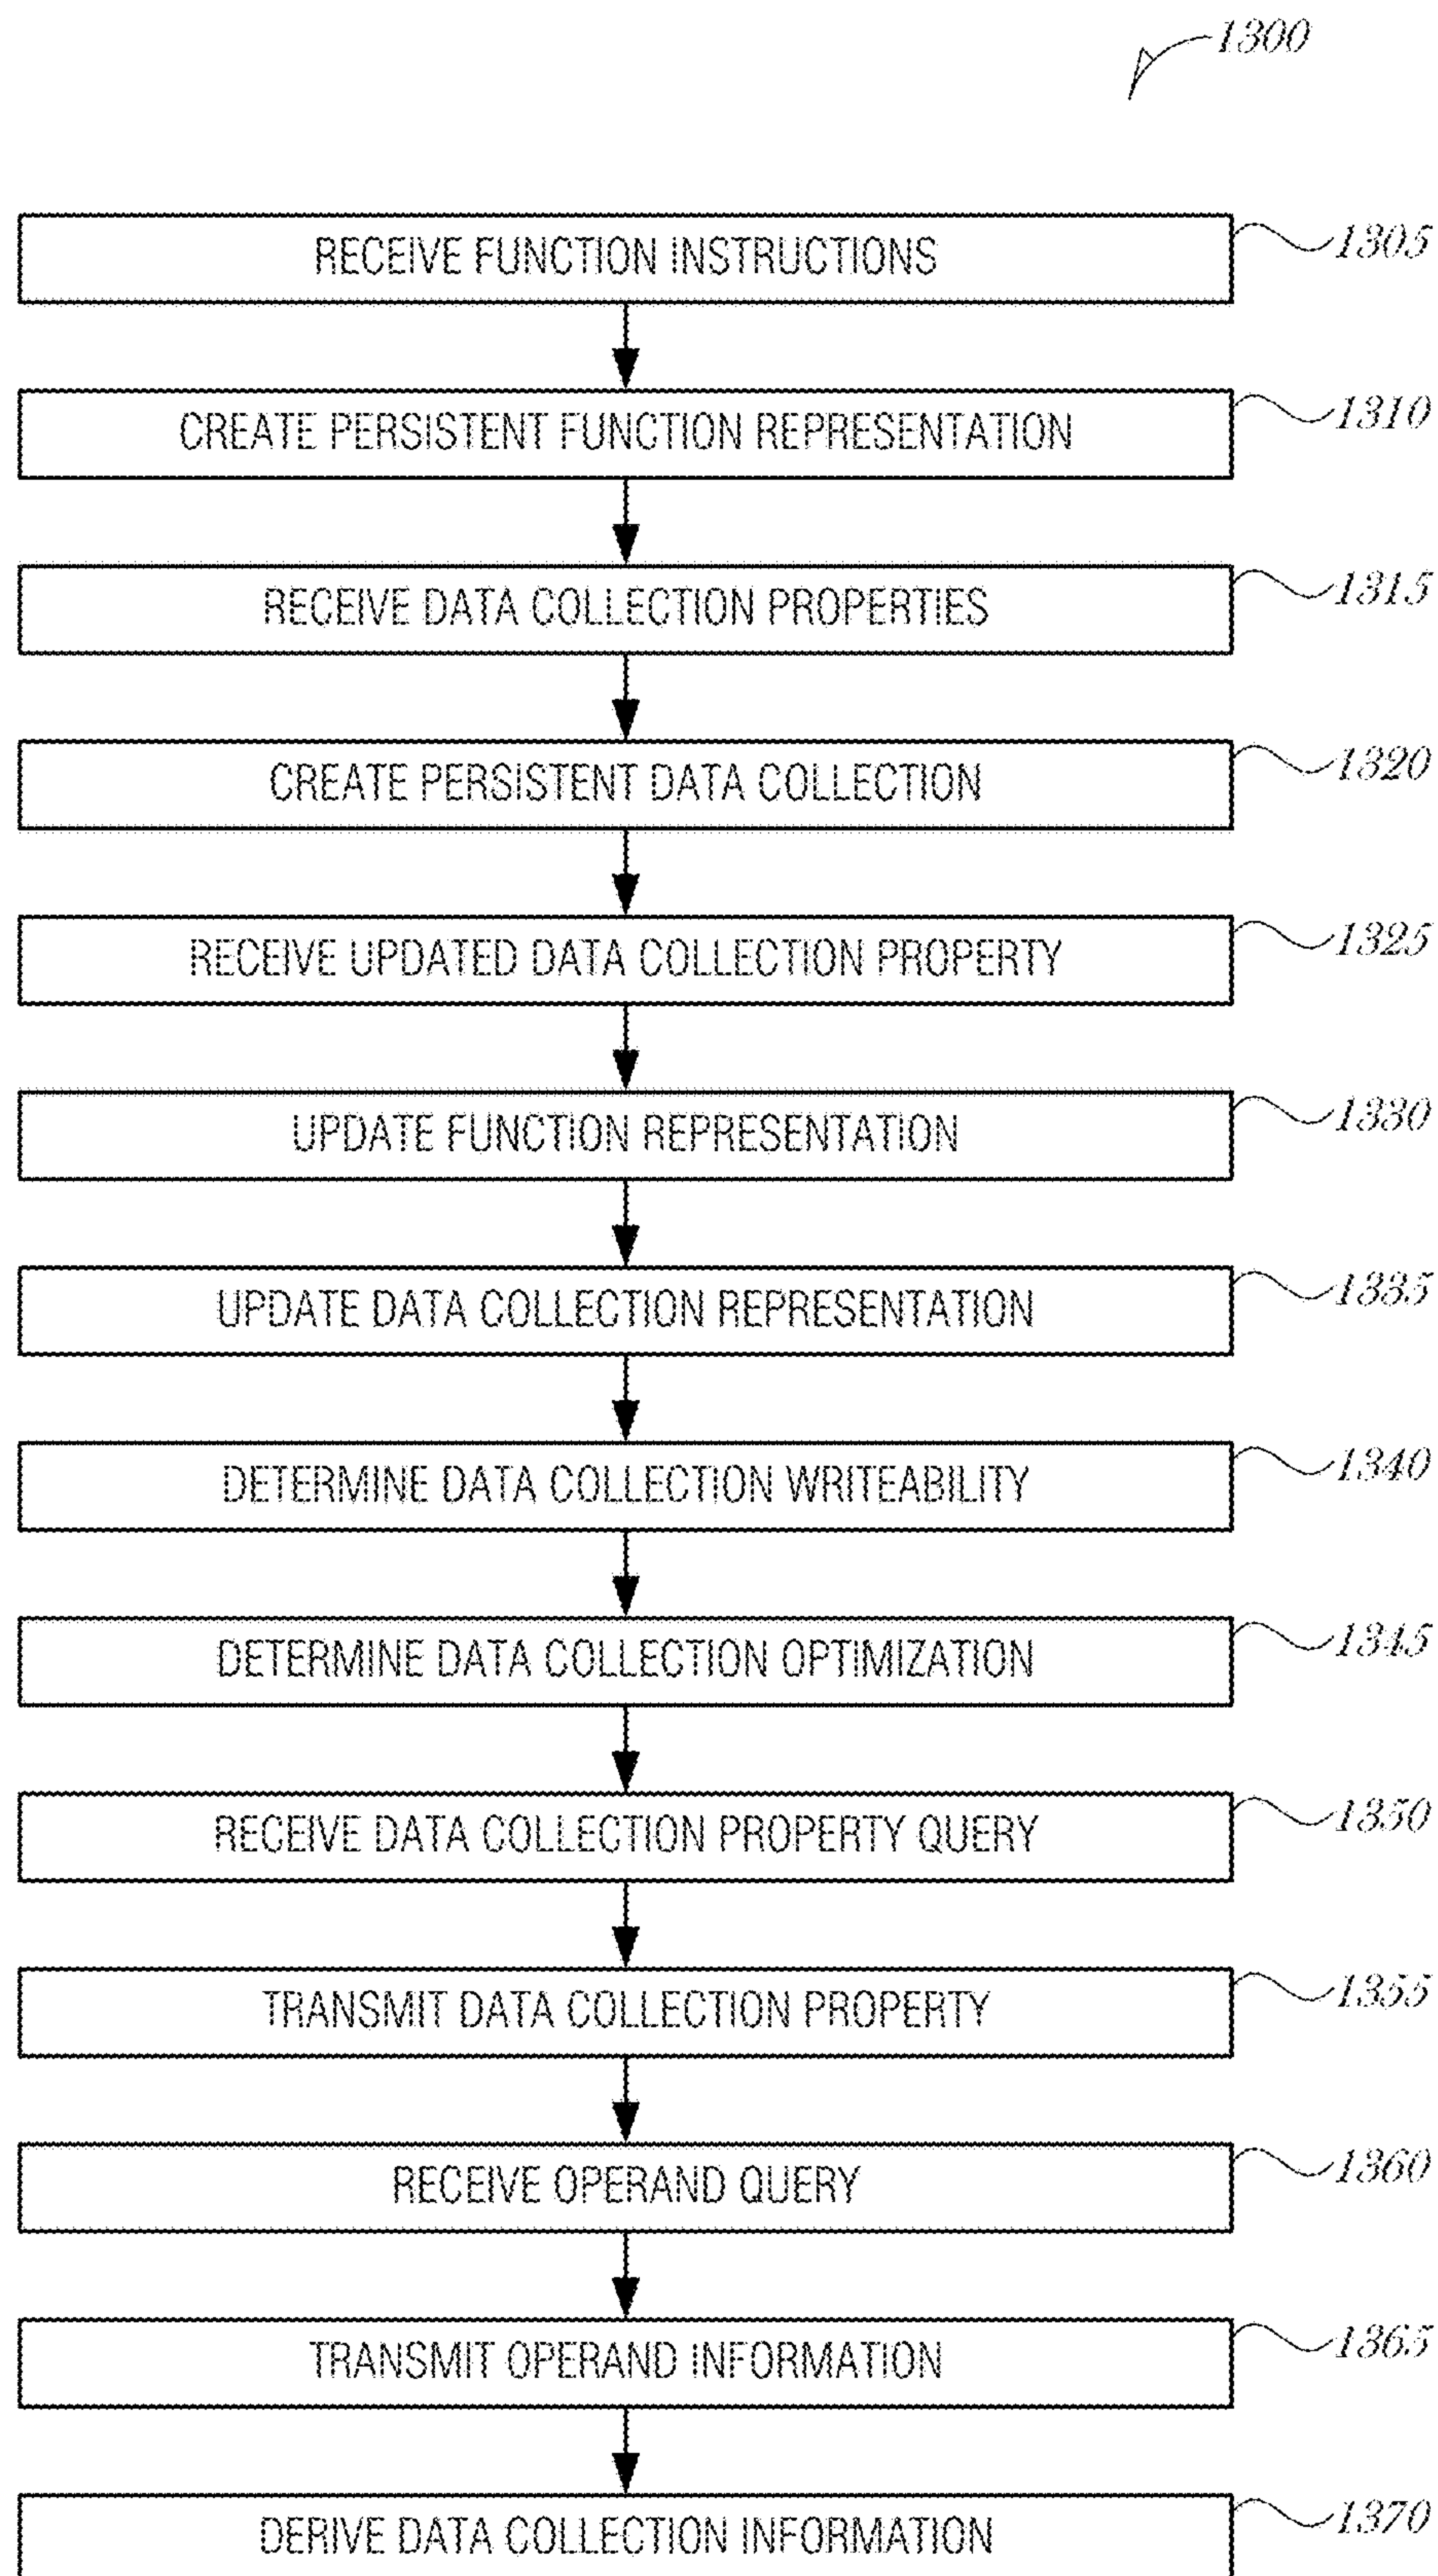 1300
RECEIVE FUNCTION INSTRUCTIONS 1305
CREATE PERSISTENT FUNCTION REPRESENTATION 1310
RECEIVE DATA COLLECTION PROPERTIES 1315
CREATE PERSISTENT DATA COLLECTION 1320
RECEIVE UPDATED DATA COLLECTION PROPERTY 1325
UPDATE FUNCTION REPRESENTATION 1330
UPDATE DATA COLLECTION REPRESENTATION 1335
DETERMINE DATA COLLECTION WRITEABILITY 1340
DETERMINE DATA COLLECTION OPTIMIZATION 1345
RECEIVE DATA COLLECTION PROPERTY QUERY 1350
TRANSMIT DATA COLLECTION PROPERTY 1355
RECEIVE OPERAND QUERY 1360
TRANSMIT OPERAND INFORMATION 1365
DERIVE DATA COLLECTION INFORMATION 1370